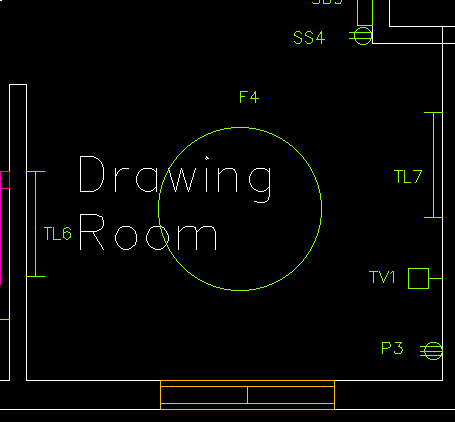 SS4
F4
Drawing
TL7
TL6
Room
TV1
P3